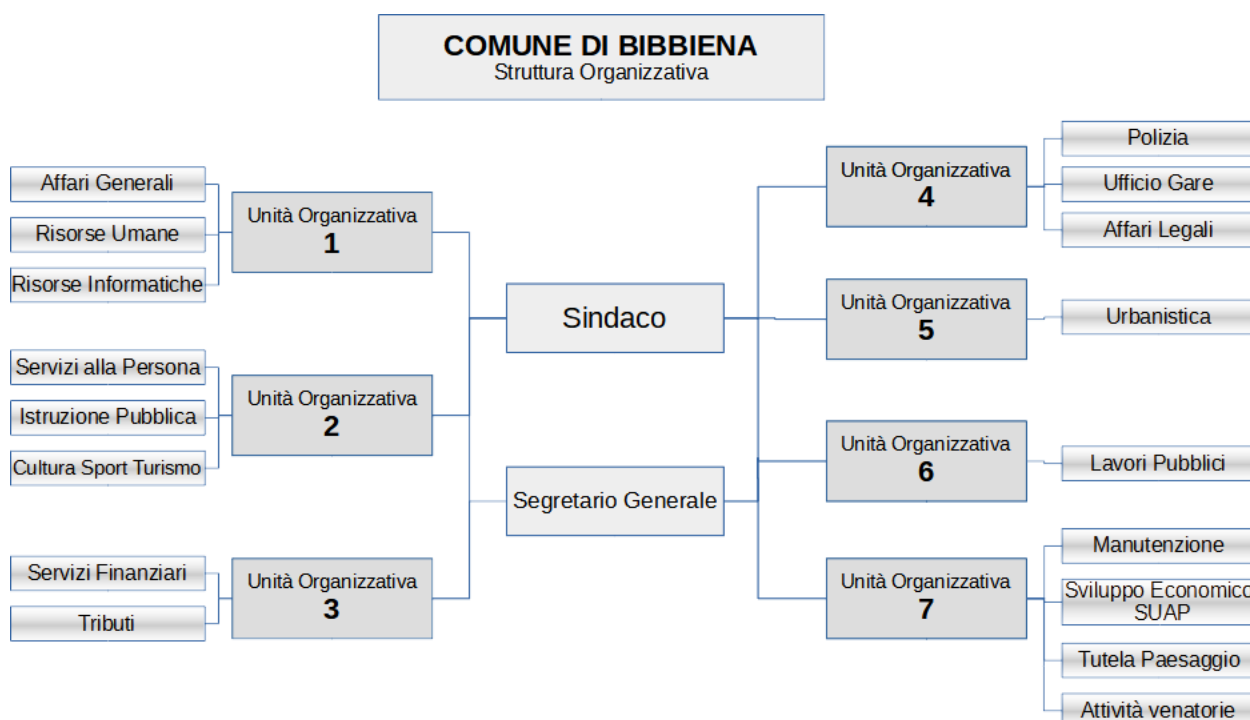 COMUNE DI BIBBIENA
Struttura Organizzativa
Affari Generali
Risorse Umane
Risorse Informatiche
Unità Organizzativa
1
Servizi alla Persona
Istruzione Pubblica
Cultura Sport Turismo
Unità Organizzativa
2
Servizi Finanziari
Tributi
Unità Organizzativa
3
Sindaco
Segretario Generale
Unità Organizzativa
4
Polizia
Ufficio Gare
Affari Legali
Unità Organizzativa
5
Urbanistica
Unità Organizzativa
6
Lavori Pubblici
Unità Organizzativa
7
Manutenzione
Sviluppo Economico
SUAP
Tutela Paesaggio
Attività venatorie